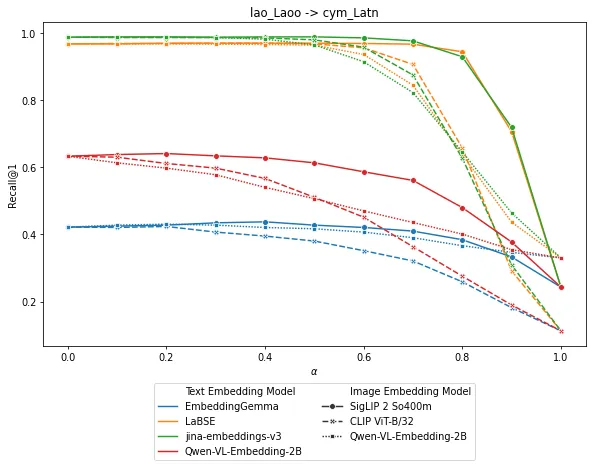 lao_Laoo -> cym_Latn
Recall@1
1.0
0.8
0.6
0.4
0.2
0.0 0.2 0.4 0.6 0.8 1.0
α
Text Embedding Model Image Embedding Model
EmbeddingGemma SigLIP 2 So400m
LaBSE CLIP ViT-B/32
jina-embeddings-v3 Qwen-VL-Embedding-2B
Qwen-VL-Embedding-2B